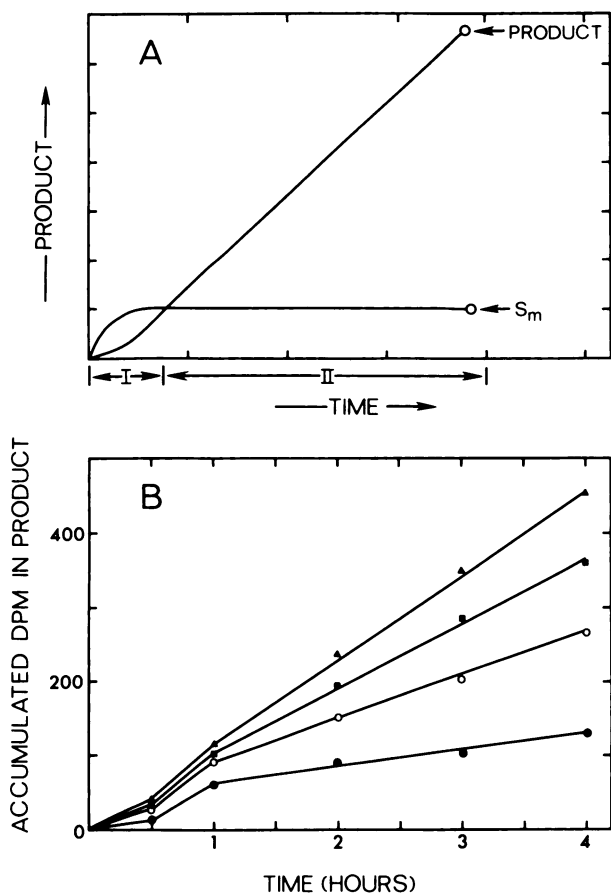 A
PRODUCT
PRODUCT
Sm
I II
TIME
B
ACCUMULATED DPM IN PRODUCT
400
200
0
1 2 3 4
TIME (HOURS)